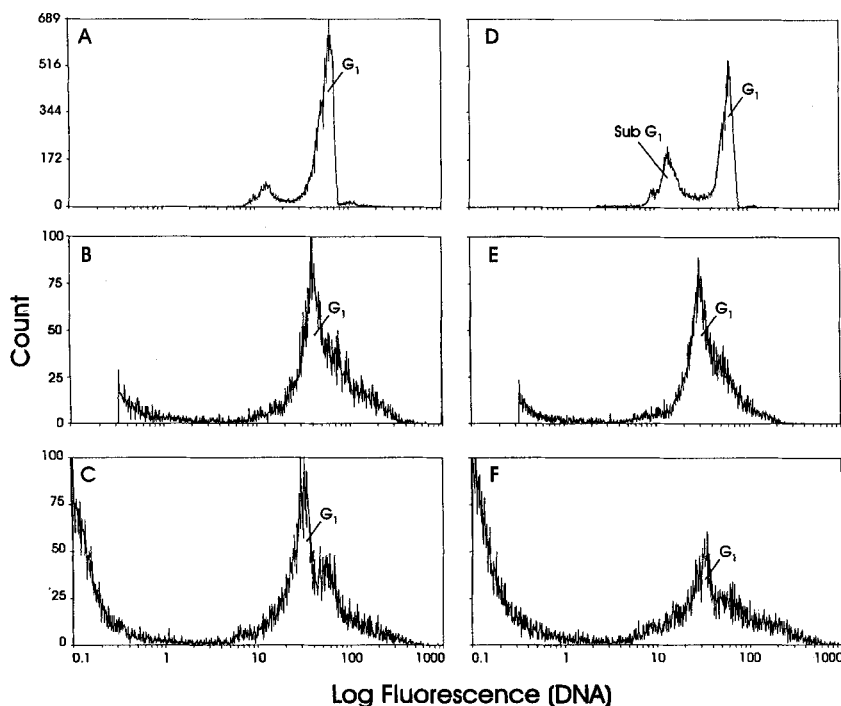 A
689
516
344
172
0
G₁
D
Sub G₁
G₁
B
100
75
50
25
0
G₁
E
G₁
C
100
75
50
25
0
G₁
F
G₁
0.1 1 10 100 1000
0.1 1 10 100 1000
Count
Log Fluorescence (DNA)